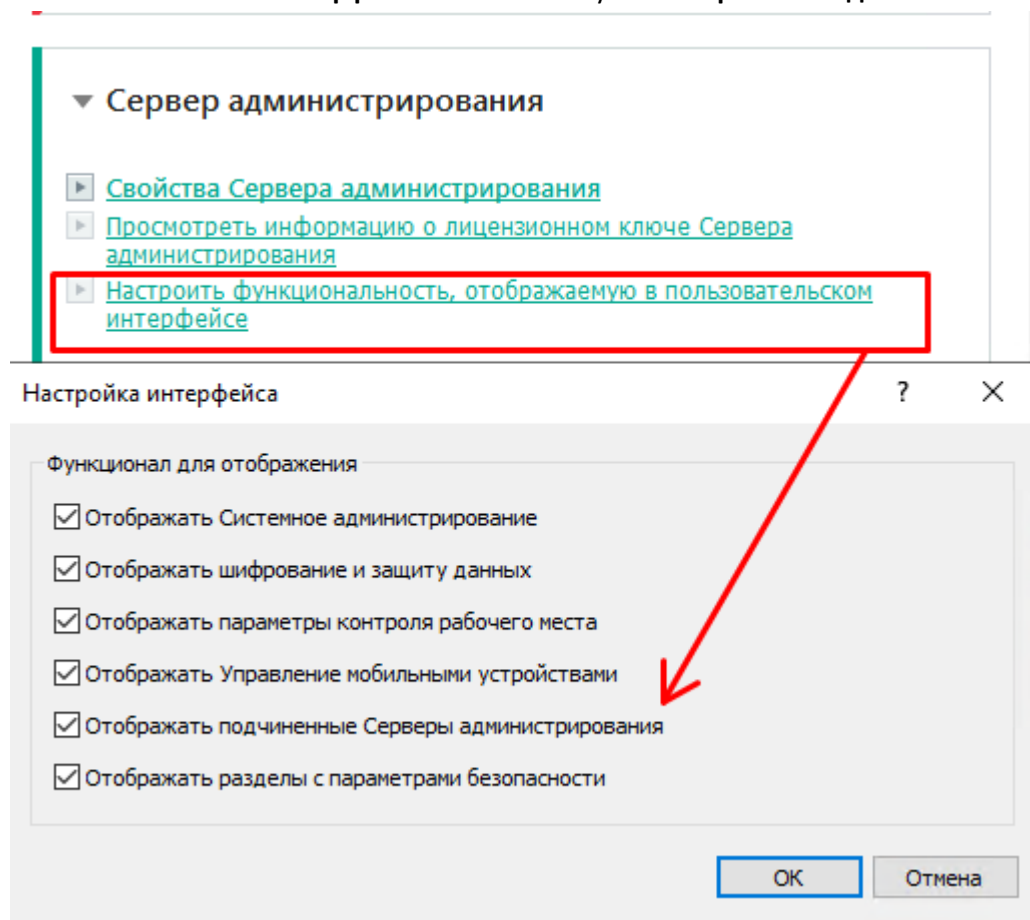 Сервер администрирования
Свойства Сервера администрирования
Просмотреть информацию о лицензионном ключе Сервера
администрирования
Настроить функциональность, отображаемую в пользовательском
интерфейсе
Настройка интерфейса
Функционал для отображения
Отображать Системное администрирование
Отображать шифрование и защиту данных
Отображать параметры контроля рабочего места
Отображать Управление мобильными устройствами
Отображать подчиненные Серверы администрирования
Отображать разделы с параметрами безопасности
ОК
Отмена